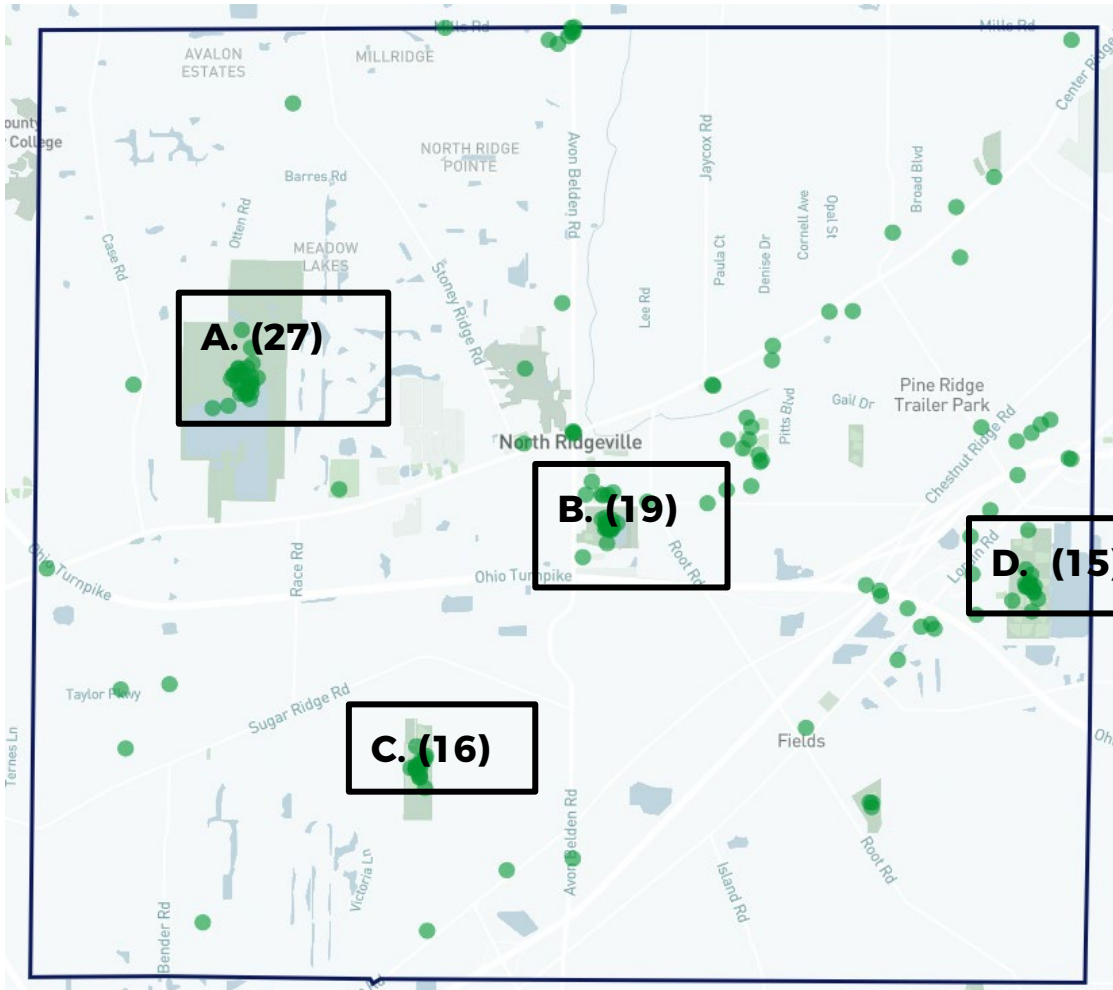 Mills Rd
Mills Rd
AVALON
ESTATES
MILLRIDGE
Center Ridge
ounty
College
NORTH RIDGE
POINTE
Avon Belden Rd
Jaycox Rd
Broad Blvd
Barres Rd
Cornell Ave
Opal St
Otten Rd
Case Rd
MEADOW
LAKES
Stoney Ridge Rd
Paula Ct
Denise Dr
Lee Rd
A. (27)
Pine Ridge
Trailer Park
Gail Dr
Pitts Blvd
North Ridgeville
Chestnut Ridge Rd
B. (19)
Root Rd
Lorain Rd
D. (15)
Ohio Turnpike
Ohio Turnpike
Race Rd
Taylor Pkwy
Sugar Ridge Rd
Ternes Ln
C. (16)
Fields
Ohi
Avon Belden Rd
Victoria Ln
Root Rd
Island Rd
Bender Rd
Rd